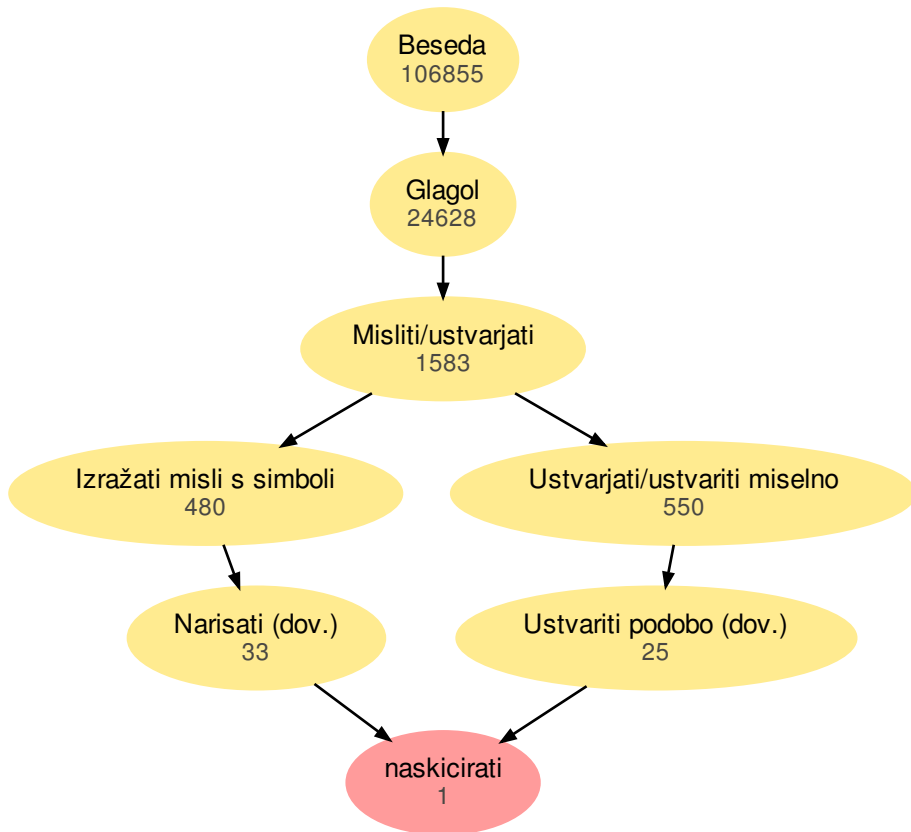 Beseda
106855
Glagol
24628
Misliti/ustvarjati
1583
Izražati misli s simboli
480
Ustvarjati/ustvariti miselno
550
Narisati (dov.)
33
Ustvariti podobo (dov.)
25
naskicirati
1